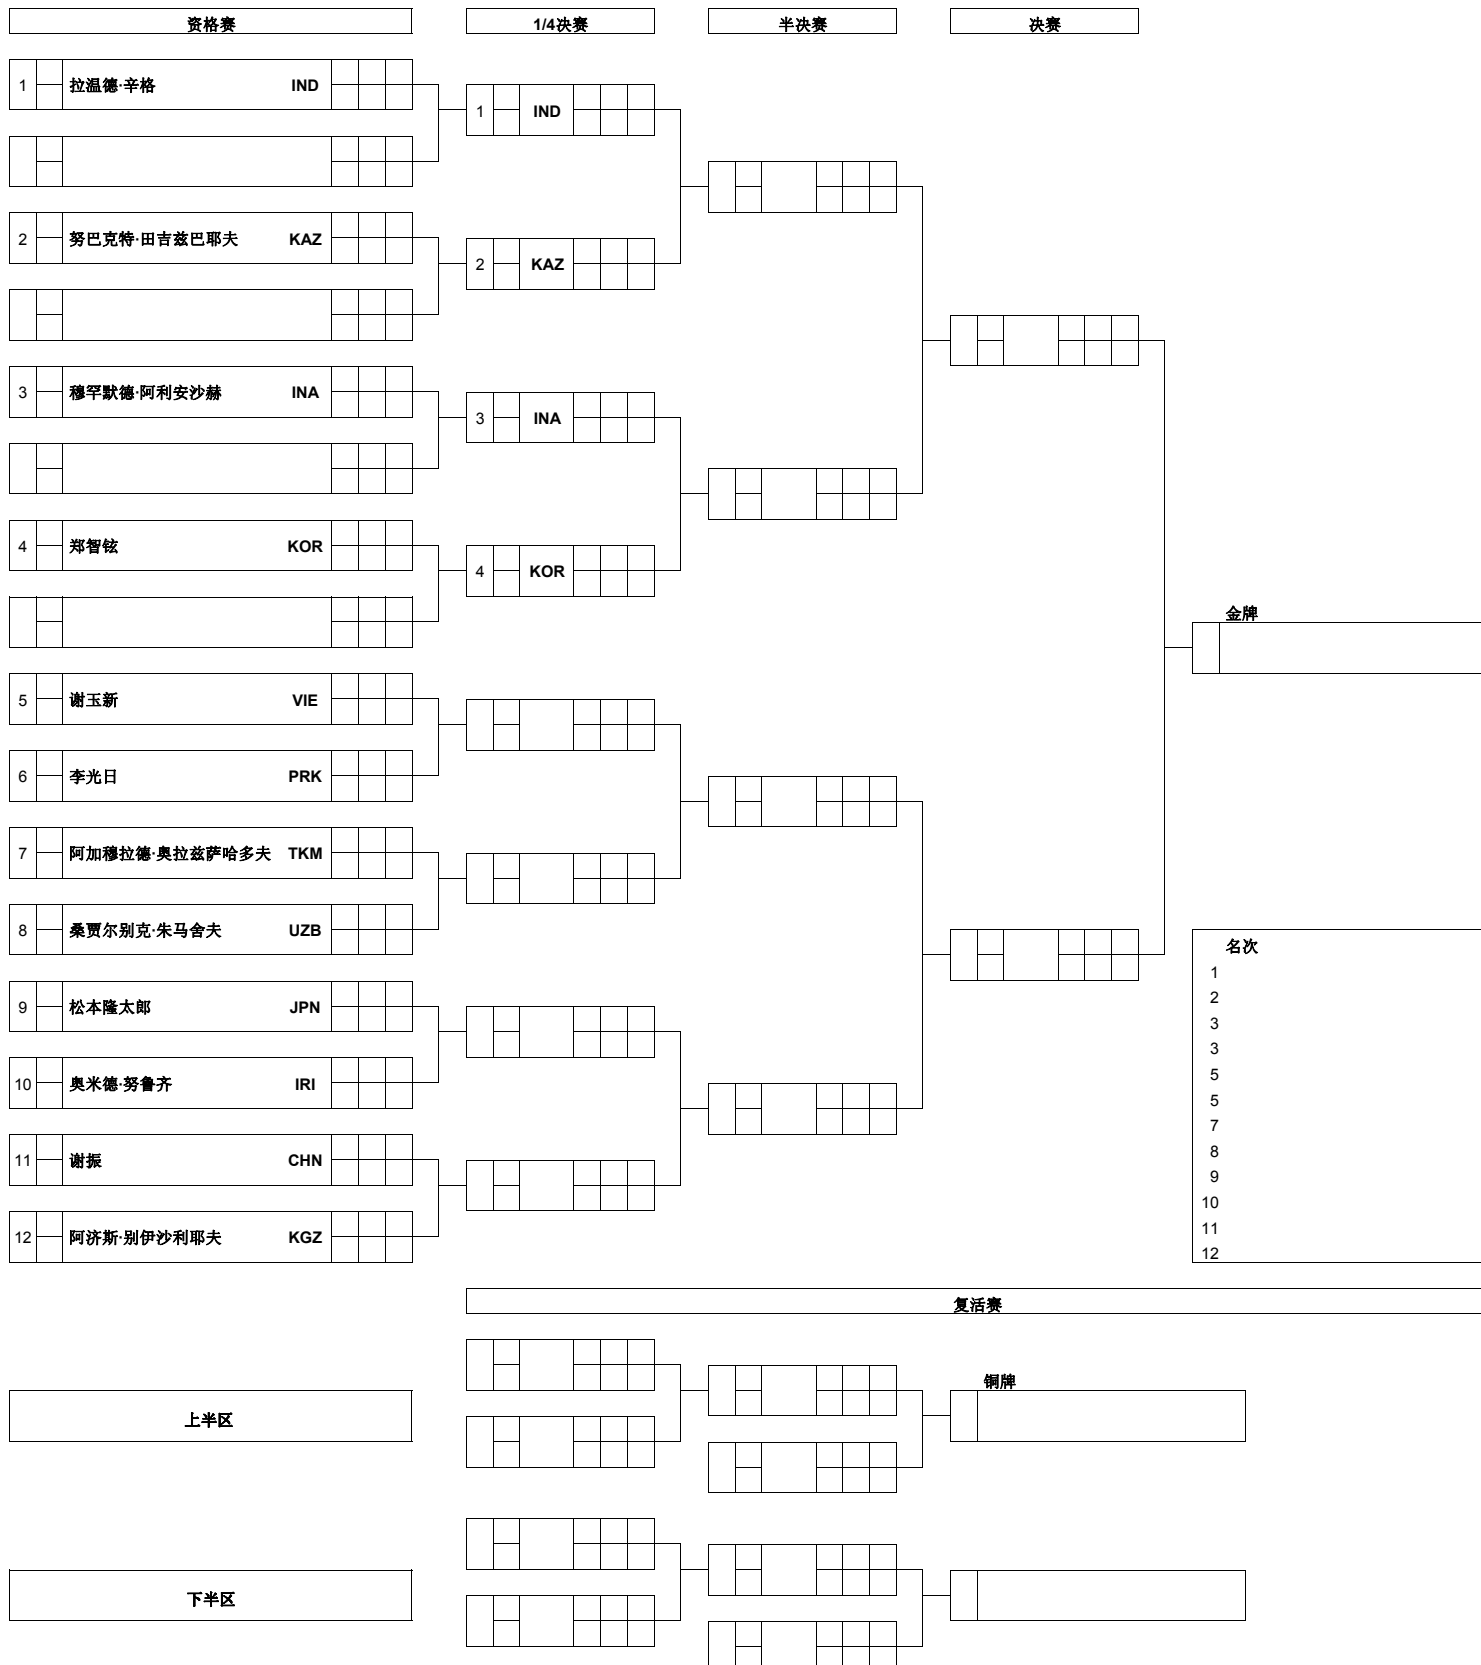 资格赛 1/4决赛 半决赛 决赛
1 拉温德·辛格 IND
1 IND
2 努巴克特·田吉兹巴耶夫 KAZ
2 KAZ
3 穆罕默德·阿利安沙赫 INA
3 INA
4 郑智铉 KOR
4 KOR
金牌
5 谢玉新 VIE
6 李光日 PRK
7 阿加穆拉德·奥拉兹萨哈多夫 TKM
8 桑贾尔别克·朱马舍夫 UZB
9 松本隆太郎 JPN
10 奥米德·努鲁齐 IRI
11 谢振 CHN
12 阿济斯·别伊沙利耶夫 KGZ
名次
1
2
3
3
5
5
7
8
9
10
11
12
复活赛
铜牌
上半区
下半区